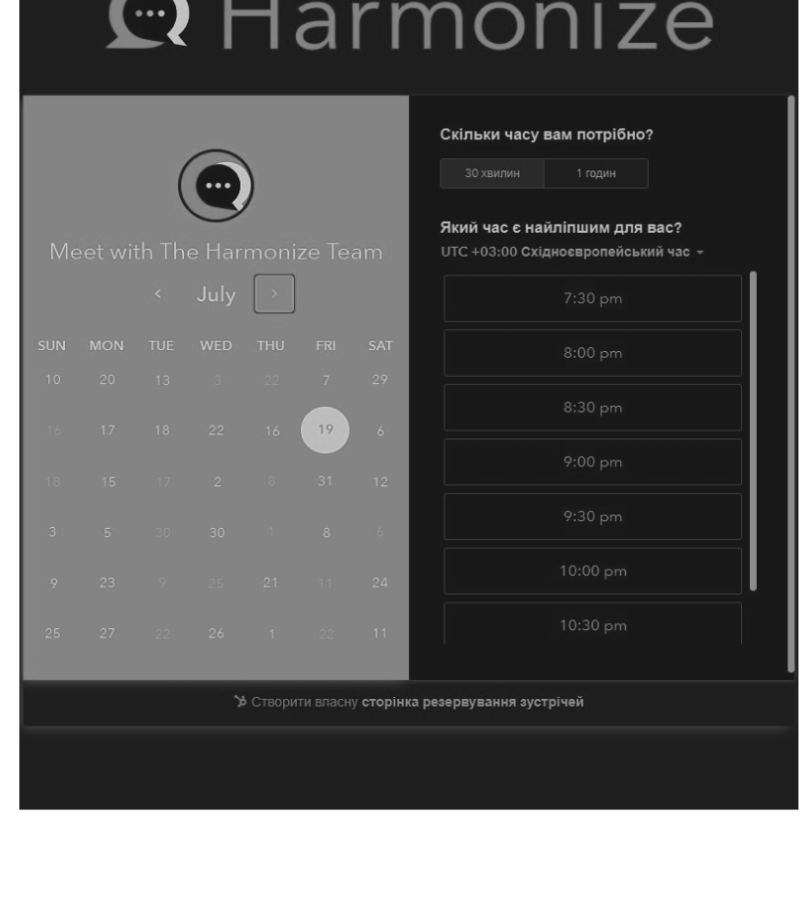 Harmonize
Meet with The Harmonize Team
< July >
SUN MON TUE WED THU FRI SAT
10 20 13 3 22 7 29
16 17 18 22 16 19 6
18 15 17 2 8 31 12
3 5 30 30 1 8 6
9 23 9 25 21 11 24
25 27 22 26 1 22 11
Скільки часу вам потрібно?
30 хвилин 1 годин
Який час є найліпшим для вас?
UTC +03:00 Східноєвропейський час
7:30 pm
8:00 pm
8:30 pm
9:00 pm
9:30 pm
10:00 pm
10:30 pm
Створити власну сторінка резервування зустрічей